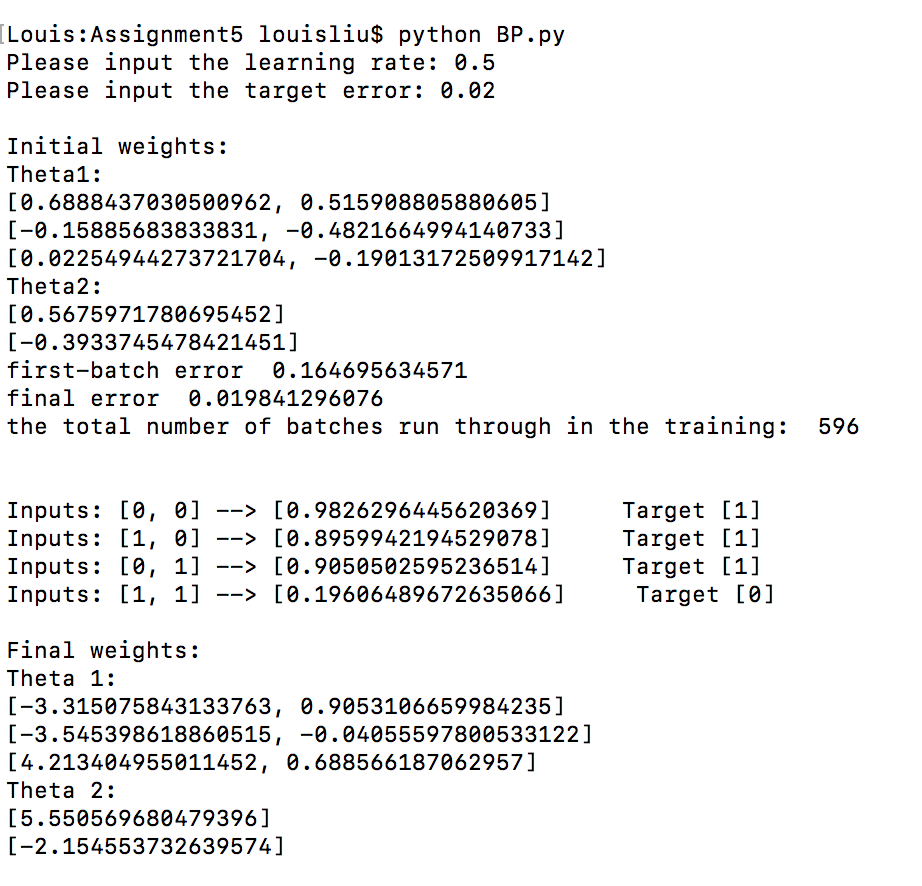 [Louis:Assignment5 louisliu$ python BP.py
Please input the learning rate: 0.5
Please input the target error: 0.02
Initial weights:
Theta1:
[0.6888437030500962, 0.515908805880605]
[-0.15885683833831, -0.4821664994140733]
[0.02254944273721704, -0.19013172509917142]
Theta2:
[0.5675971780695452]
[-0.3933745478421451]
first-batch error  0.164695634571
final error  0.019841296076
the total number of batches run through in the training:  596
Inputs: [0, 0] --> [0.9826296445620369]     Target [1]
Inputs: [1, 0] --> [0.8959942194529078]     Target [1]
Inputs: [0, 1] --> [0.9050502595236514]     Target [1]
Inputs: [1, 1] --> [0.19606489672635066]     Target [0]
Final weights:
Theta 1:
[-3.315075843133763, 0.9053106659984235]
[-3.545398618860515, -0.04055597800533122]
[4.213404955011452, 0.688566187062957]
Theta 2:
[5.550569680479396]
[-2.154553732639574]